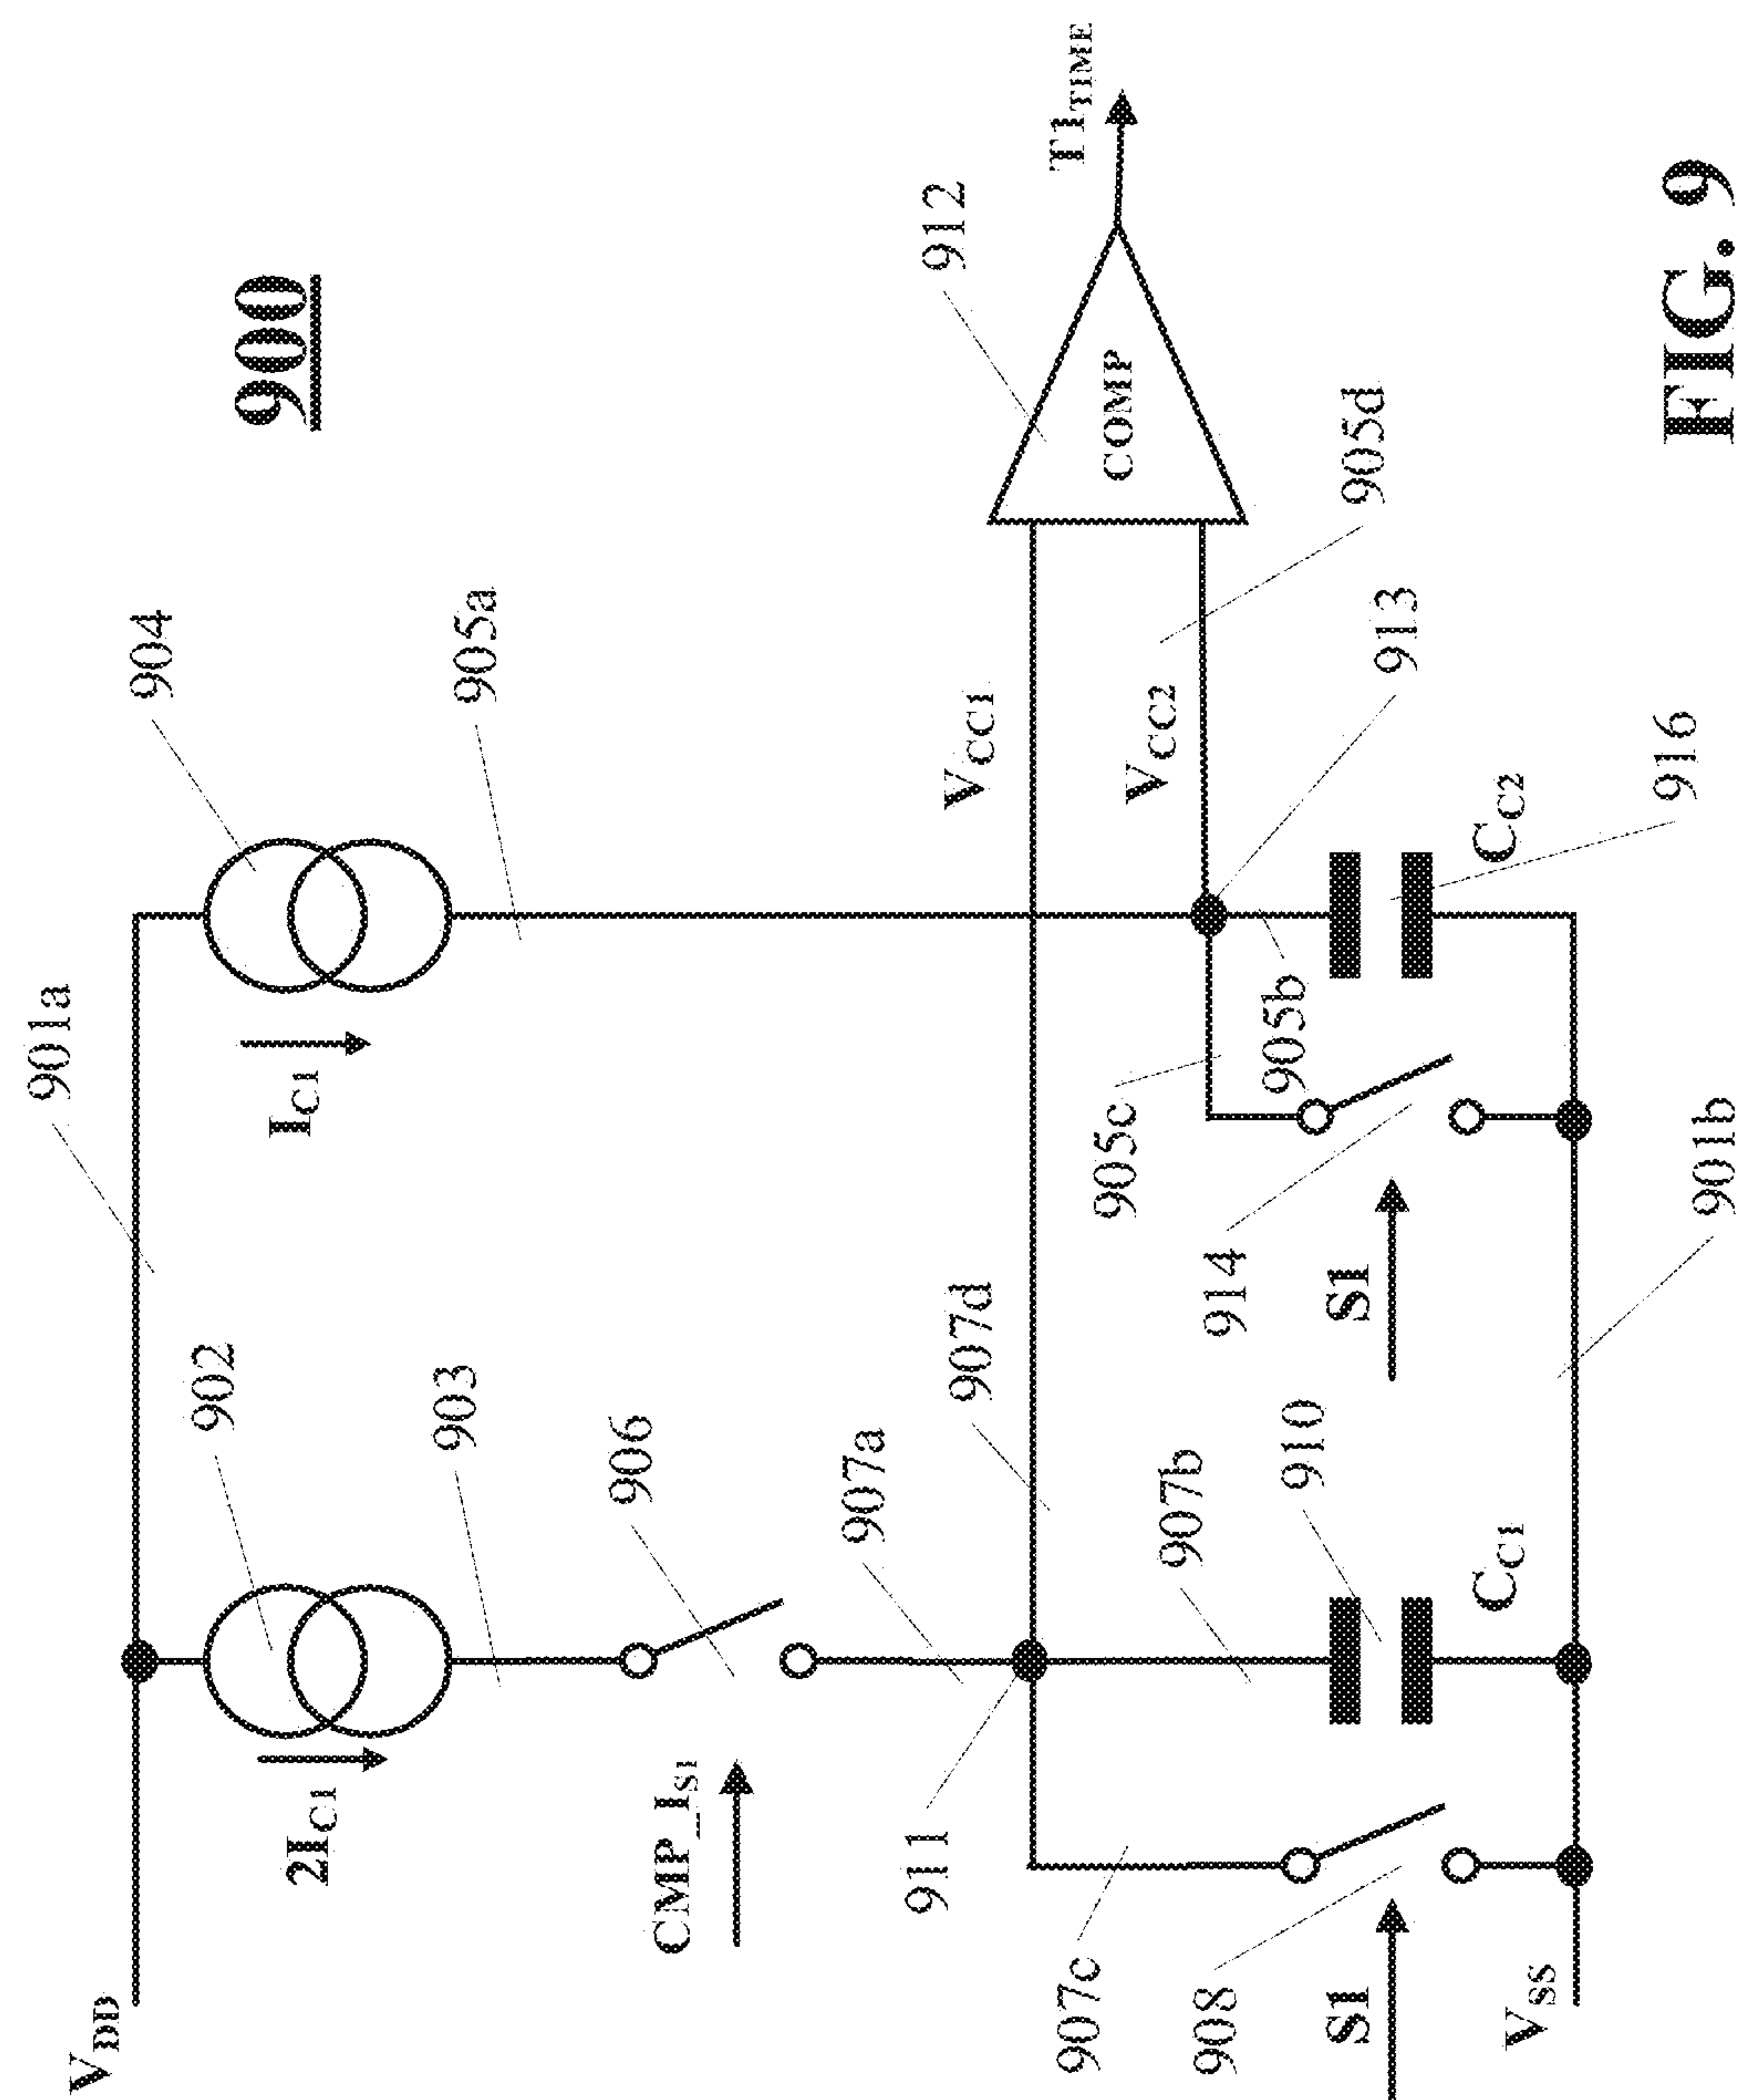 900
901a
904
902
I_C1
905a
2I_C1
903
906
CMP_I_S1
907a
912
T1_TIME
V_CC1
907d
911
COMP
V_CC2
905c
905d
907c
907b
905b
913
908
910
914
S1
S1
C_C1
C_C2
916
V_DD
V_SS
901b
FIG. 9